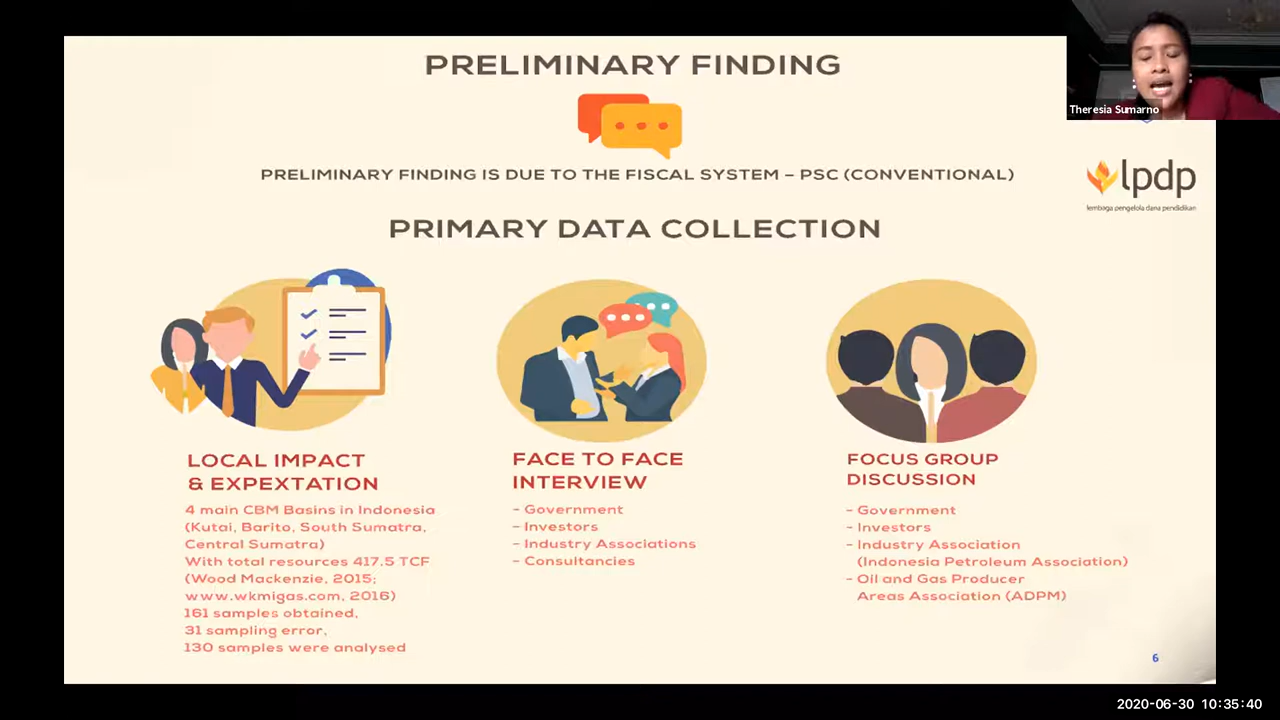 PRELIMINARY FINDING
Theresia Sumarno
PRELIMINARY FINDING IS DUE TO THE FISCAL SYSTEM – PSC (CONVENTIONAL)
lpdp
lembaga pengelola dana pendidikan
PRIMARY DATA COLLECTION
LOCAL IMPACT
& EXPEXTATION
4 main CBM Basins in Indonesia
(Kutai, Barito, South Sumatra,
Central Sumatra)
With total resources 417.5 TCF
(Wood Mackenzie, 2015;
www.wkmigas.com, 2016)
161 samples obtained,
31 sampling error,
130 samples were analysed
FACE TO FACE
INTERVIEW
– Government
– Investors
– Industry Associations
– Consultancies
FOCUS GROUP
DISCUSSION
– Government
– Investors
– Industry Association
(Indonesia Petroleum Association)
– Oil and Gas Producer
Areas Association (ADPM)
6
2020-06-30 10:35:40